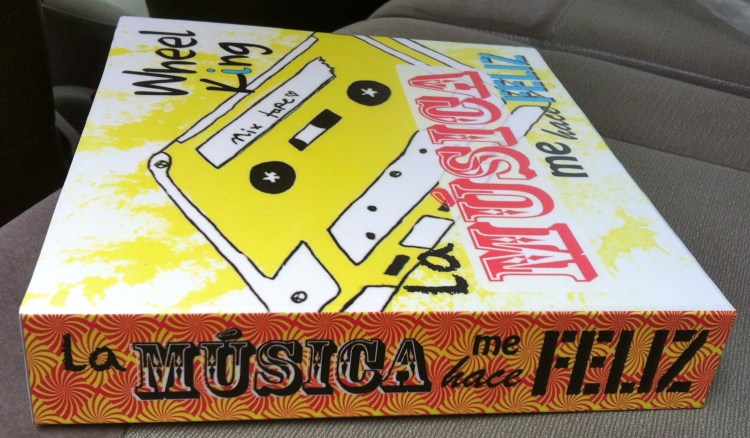 Wheel
King
mix tape
La
MÚSICA
me hace
FELIZ
La MÚSICA me hace FELIZ